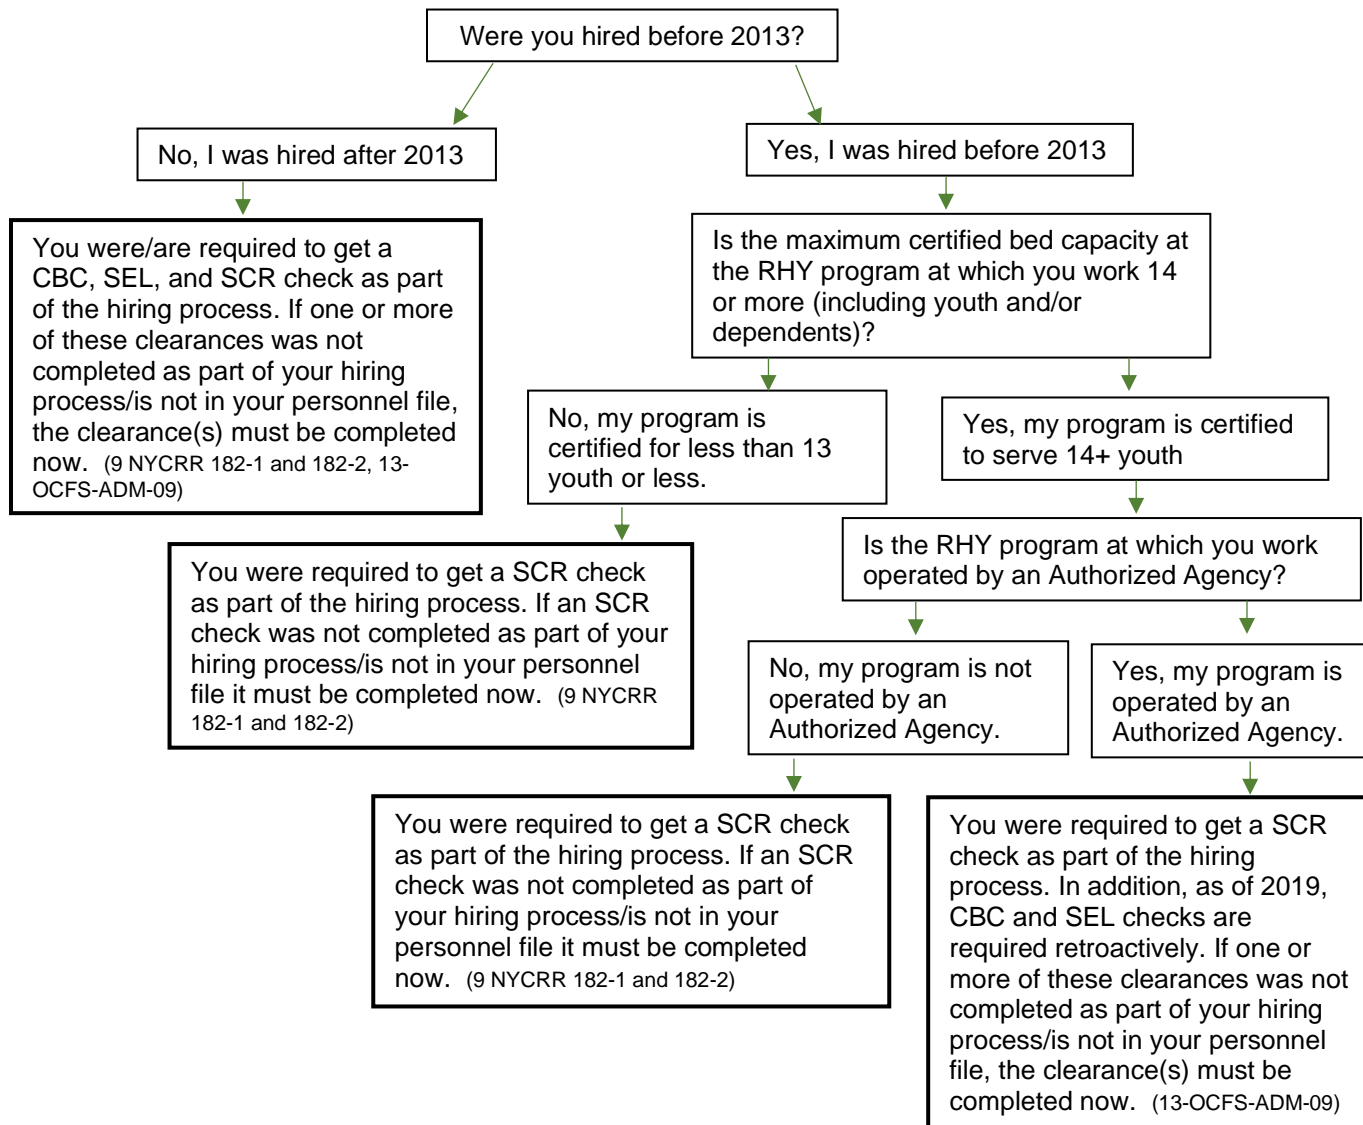 Were you hired before 2013?
No, I was hired after 2013
Yes, I was hired before 2013
You were/are required to get a
CBC, SEL, and SCR check as part
of the hiring process. If one or more
of these clearances was not
completed as part of your hiring
process/is not in your personnel file,
the clearance(s) must be completed
now. (9 NYCRR 182-1 and 182-2, 13-
OCFS-ADM-09)
Is the maximum certified bed capacity at
the RHY program at which you work 14
or more (including youth and/or
dependents)?
No, my program is
certified for less than 13
youth or less.
Yes, my program is certified
to serve 14+ youth
You were required to get a SCR check
as part of the hiring process. If an SCR
check was not completed as part of your
hiring process/is not in your personnel
file it must be completed now. (9 NYCRR
182-1 and 182-2)
Is the RHY program at which you work
operated by an Authorized Agency?
No, my program is not
operated by an
Authorized Agency.
Yes, my program is
operated by an
Authorized Agency.
You were required to get a SCR check
as part of the hiring process. If an SCR
check was not completed as part of
your hiring process/is not in your
personnel file it must be completed
now. (9 NYCRR 182-1 and 182-2)
You were required to get a SCR
check as part of the hiring
process. In addition, as of 2019,
CBC and SEL checks are
required retroactively. If one or
more of these clearances was not
completed as part of your hiring
process/is not in your personnel
file, the clearance(s) must be
completed now. (13-OCFS-ADM-09)